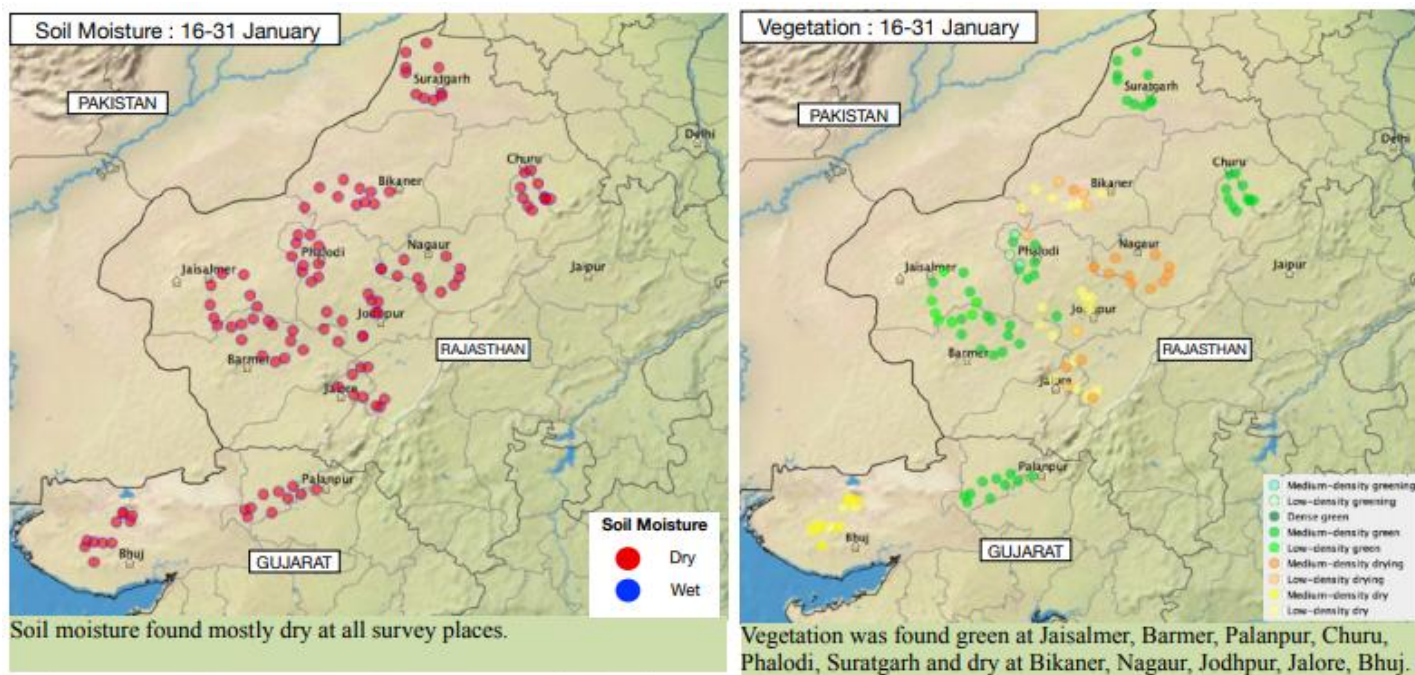 Soil Moisture : 16-31 January
PAKISTAN
Suratgarh
Delhi
Churu
Bikaner
Nagaur
Phalodi
Jaisalmer
Jaipur
Jodhpur
RAJASTHAN
Barmer
Jalore
Palanpur
Bhuj
GUJARAT
Soil Moisture
Dry
Wet
Soil moisture found mostly dry at all survey places.
Vegetation : 16-31 January
PAKISTAN
Suratgarh
Delhi
Churu
Bikaner
Nagaur
Phalodi
Jaisalmer
Jaipur
Jodhpur
RAJASTHAN
Barmer
Jalore
Palanpur
Bhuj
GUJARAT
Medium-density greening
Low-density greening
Dense green
Medium-density green
Low-density green
Medium-density drying
Low-density drying
Medium-density dry
Low-density dry
Vegetation was found green at Jaisalmer, Barmer, Palanpur, Churu,
Phalodi, Suratgarh and dry at Bikaner, Nagaur, Jodhpur, Jalore, Bhuj.